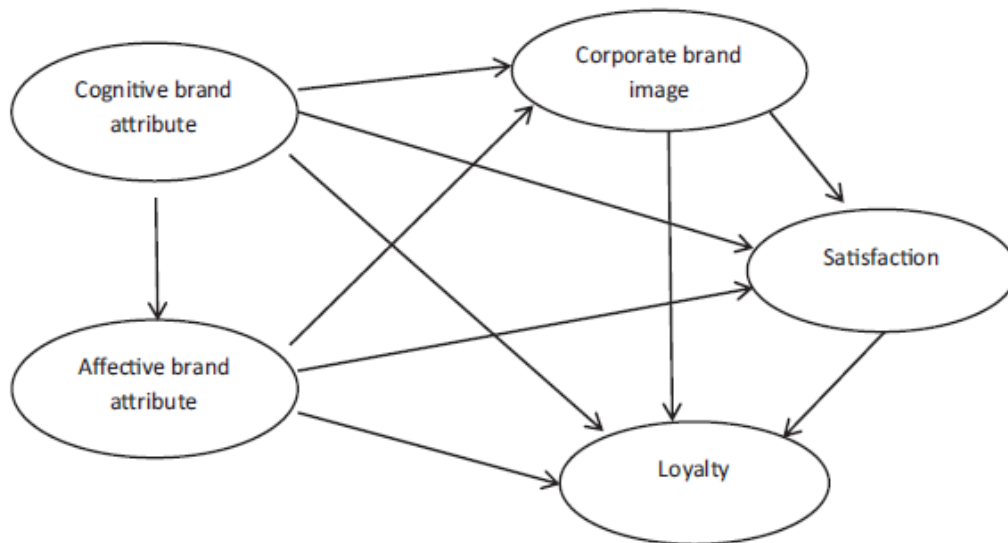 Cognitive brand
attribute
Corporate brand
image
Satisfaction
Affective brand
attribute
Loyalty